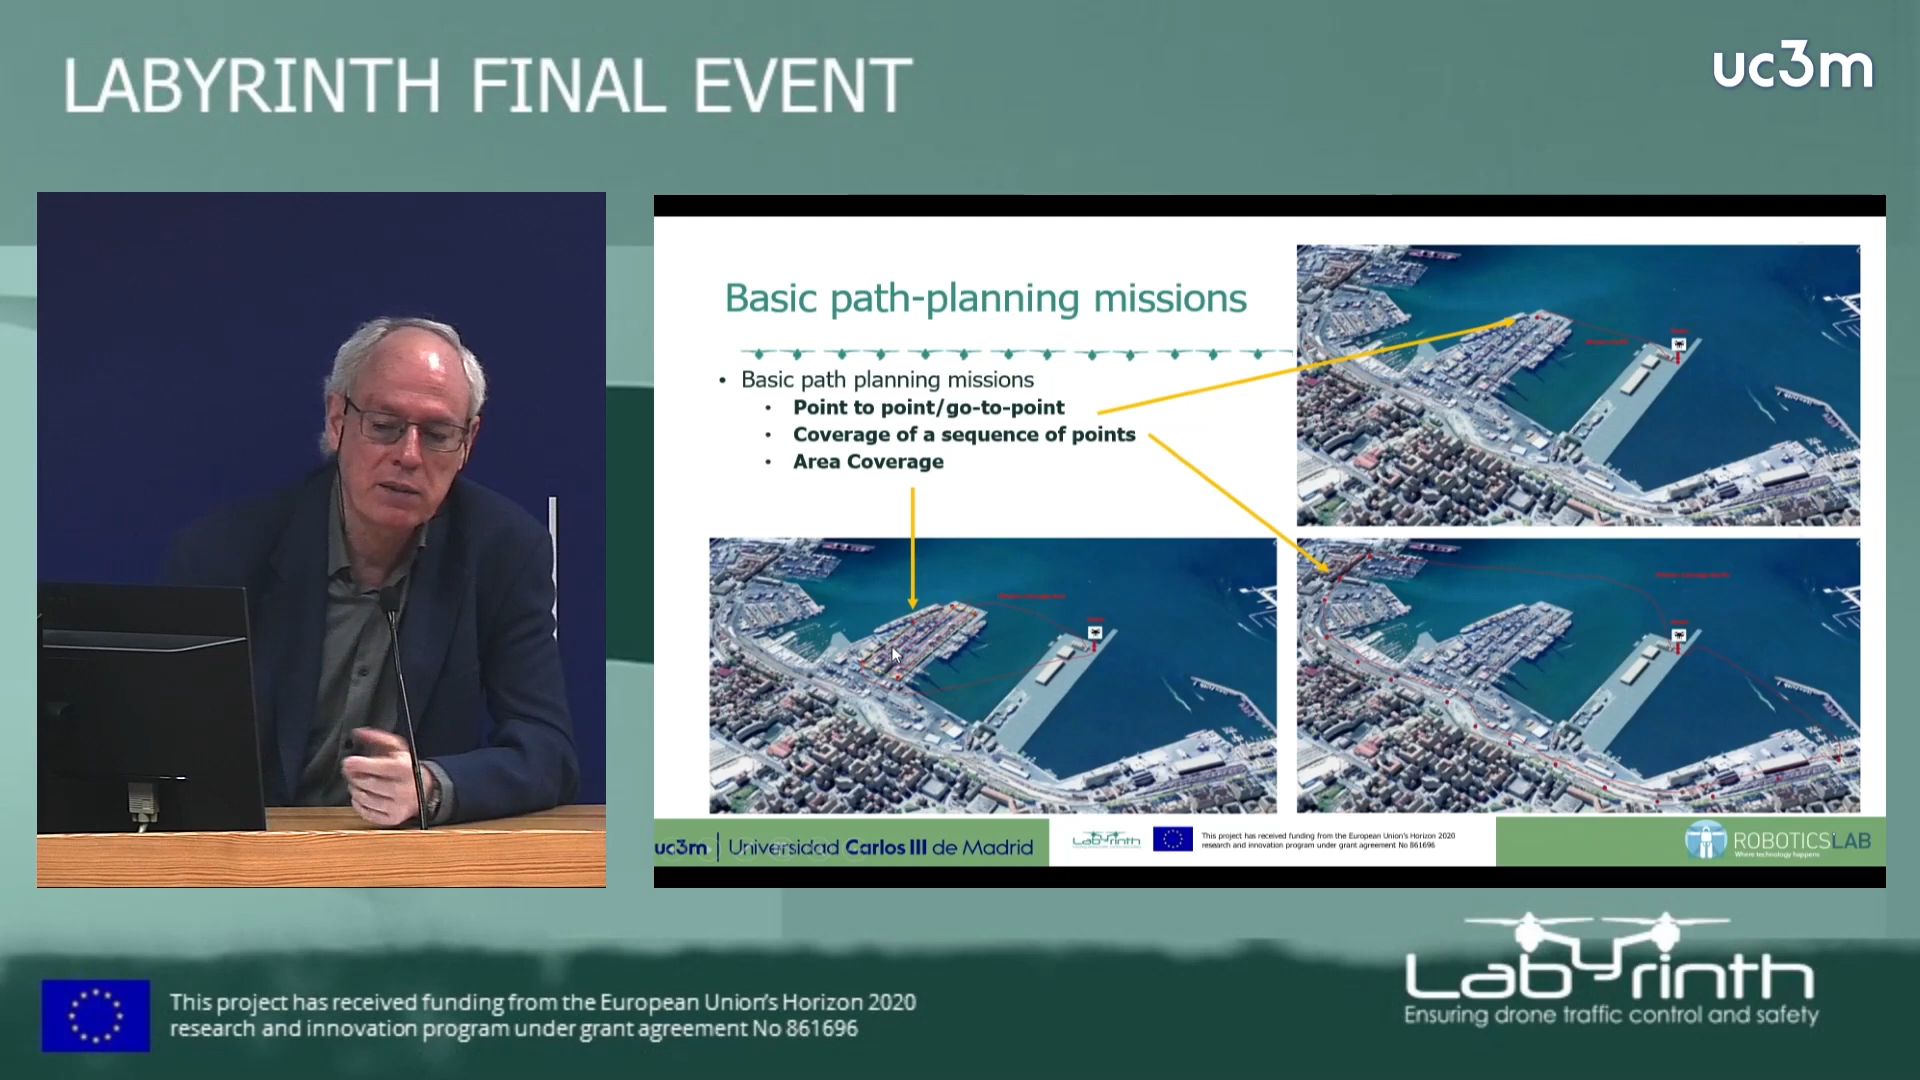 LABYRINTH FINAL EVENT
uc3m
Basic path-planning missions
• Basic path planning missions
• Point to point/go-to-point
• Coverage of a sequence of points
• Area Coverage
uc3m | Universidad Carlos III de Madrid
Labyrinth
This project has received funding from the European Union's Horizon 2020
research and innovation program under grant agreement No 861696
ROBOTICSLAB
Where technology happens
This project has received funding from the European Union's Horizon 2020
research and innovation program under grant agreement No 861696
Labyrinth
Ensuring drone traffic control and safety